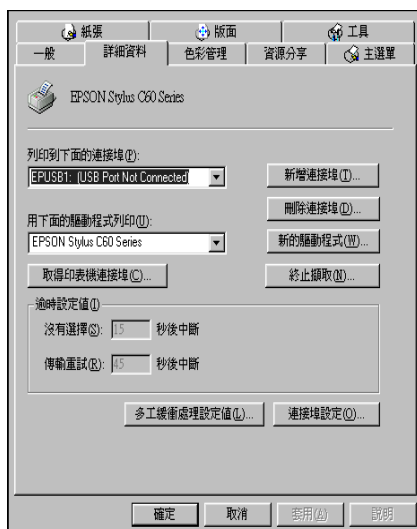 紙張 版面 工具
一般 詳細資料 色彩管理 資源分享 主選單
EPSON Stylus C60 Series
列印到下面的連接埠(P):
EPUSB1: (USB Port Not Connected)
新增連接埠(T)...
刪除連接埠(D)...
用下面的驅動程式列印(U):
EPSON Stylus C60 Series
新的驅動程式(W)...
取得印表機連接埠(C)...
終止擷取(N)...
逾時設定值(I)
沒有選擇(S): 15 秒後中斷
傳輸重試(R): 45 秒後中斷
多工緩衝處理設定值(L)...
連接埠設定(O)...
確定 取消 套用(A) 說明